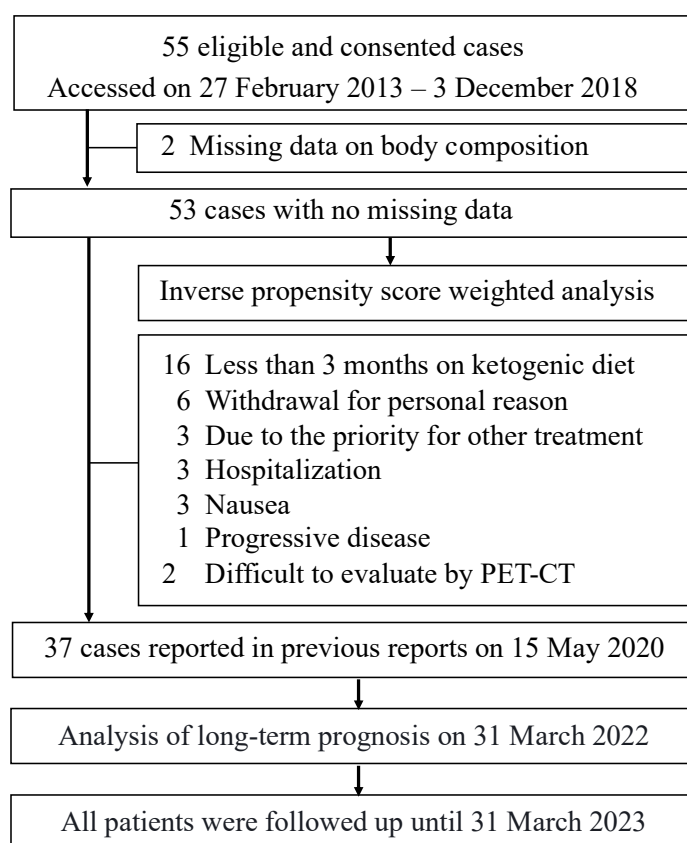 55 eligible and consented cases
Accessed on 27 February 2013 – 3 December 2018
2 Missing data on body composition
53 cases with no missing data
Inverse propensity score weighted analysis
16 Less than 3 months on ketogenic diet
6 Withdrawal for personal reason
3 Due to the priority for other treatment
3 Hospitalization
3 Nausea
1 Progressive disease
2 Difficult to evaluate by PET-CT
37 cases reported in previous reports on 15 May 2020
Analysis of long-term prognosis on 31 March 2022
All patients were followed up until 31 March 2023